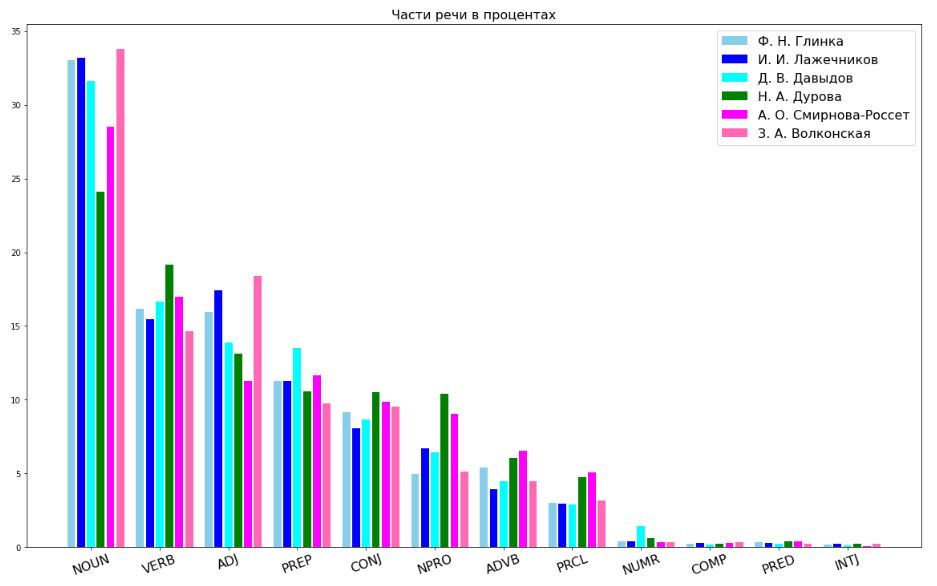 Части речи в процентах
35
30
25
20
15
10
5
0
Ф. Н. Глинка
И. И. Лажечников
Д. В. Давыдов
Н. А. Дурова
А. О. Смирнова-Россет
З. А. Волконская
NOUN VERB ADJ PREP CONJ NPRO ADVB PRCL NUMR COMP PRED INTJ